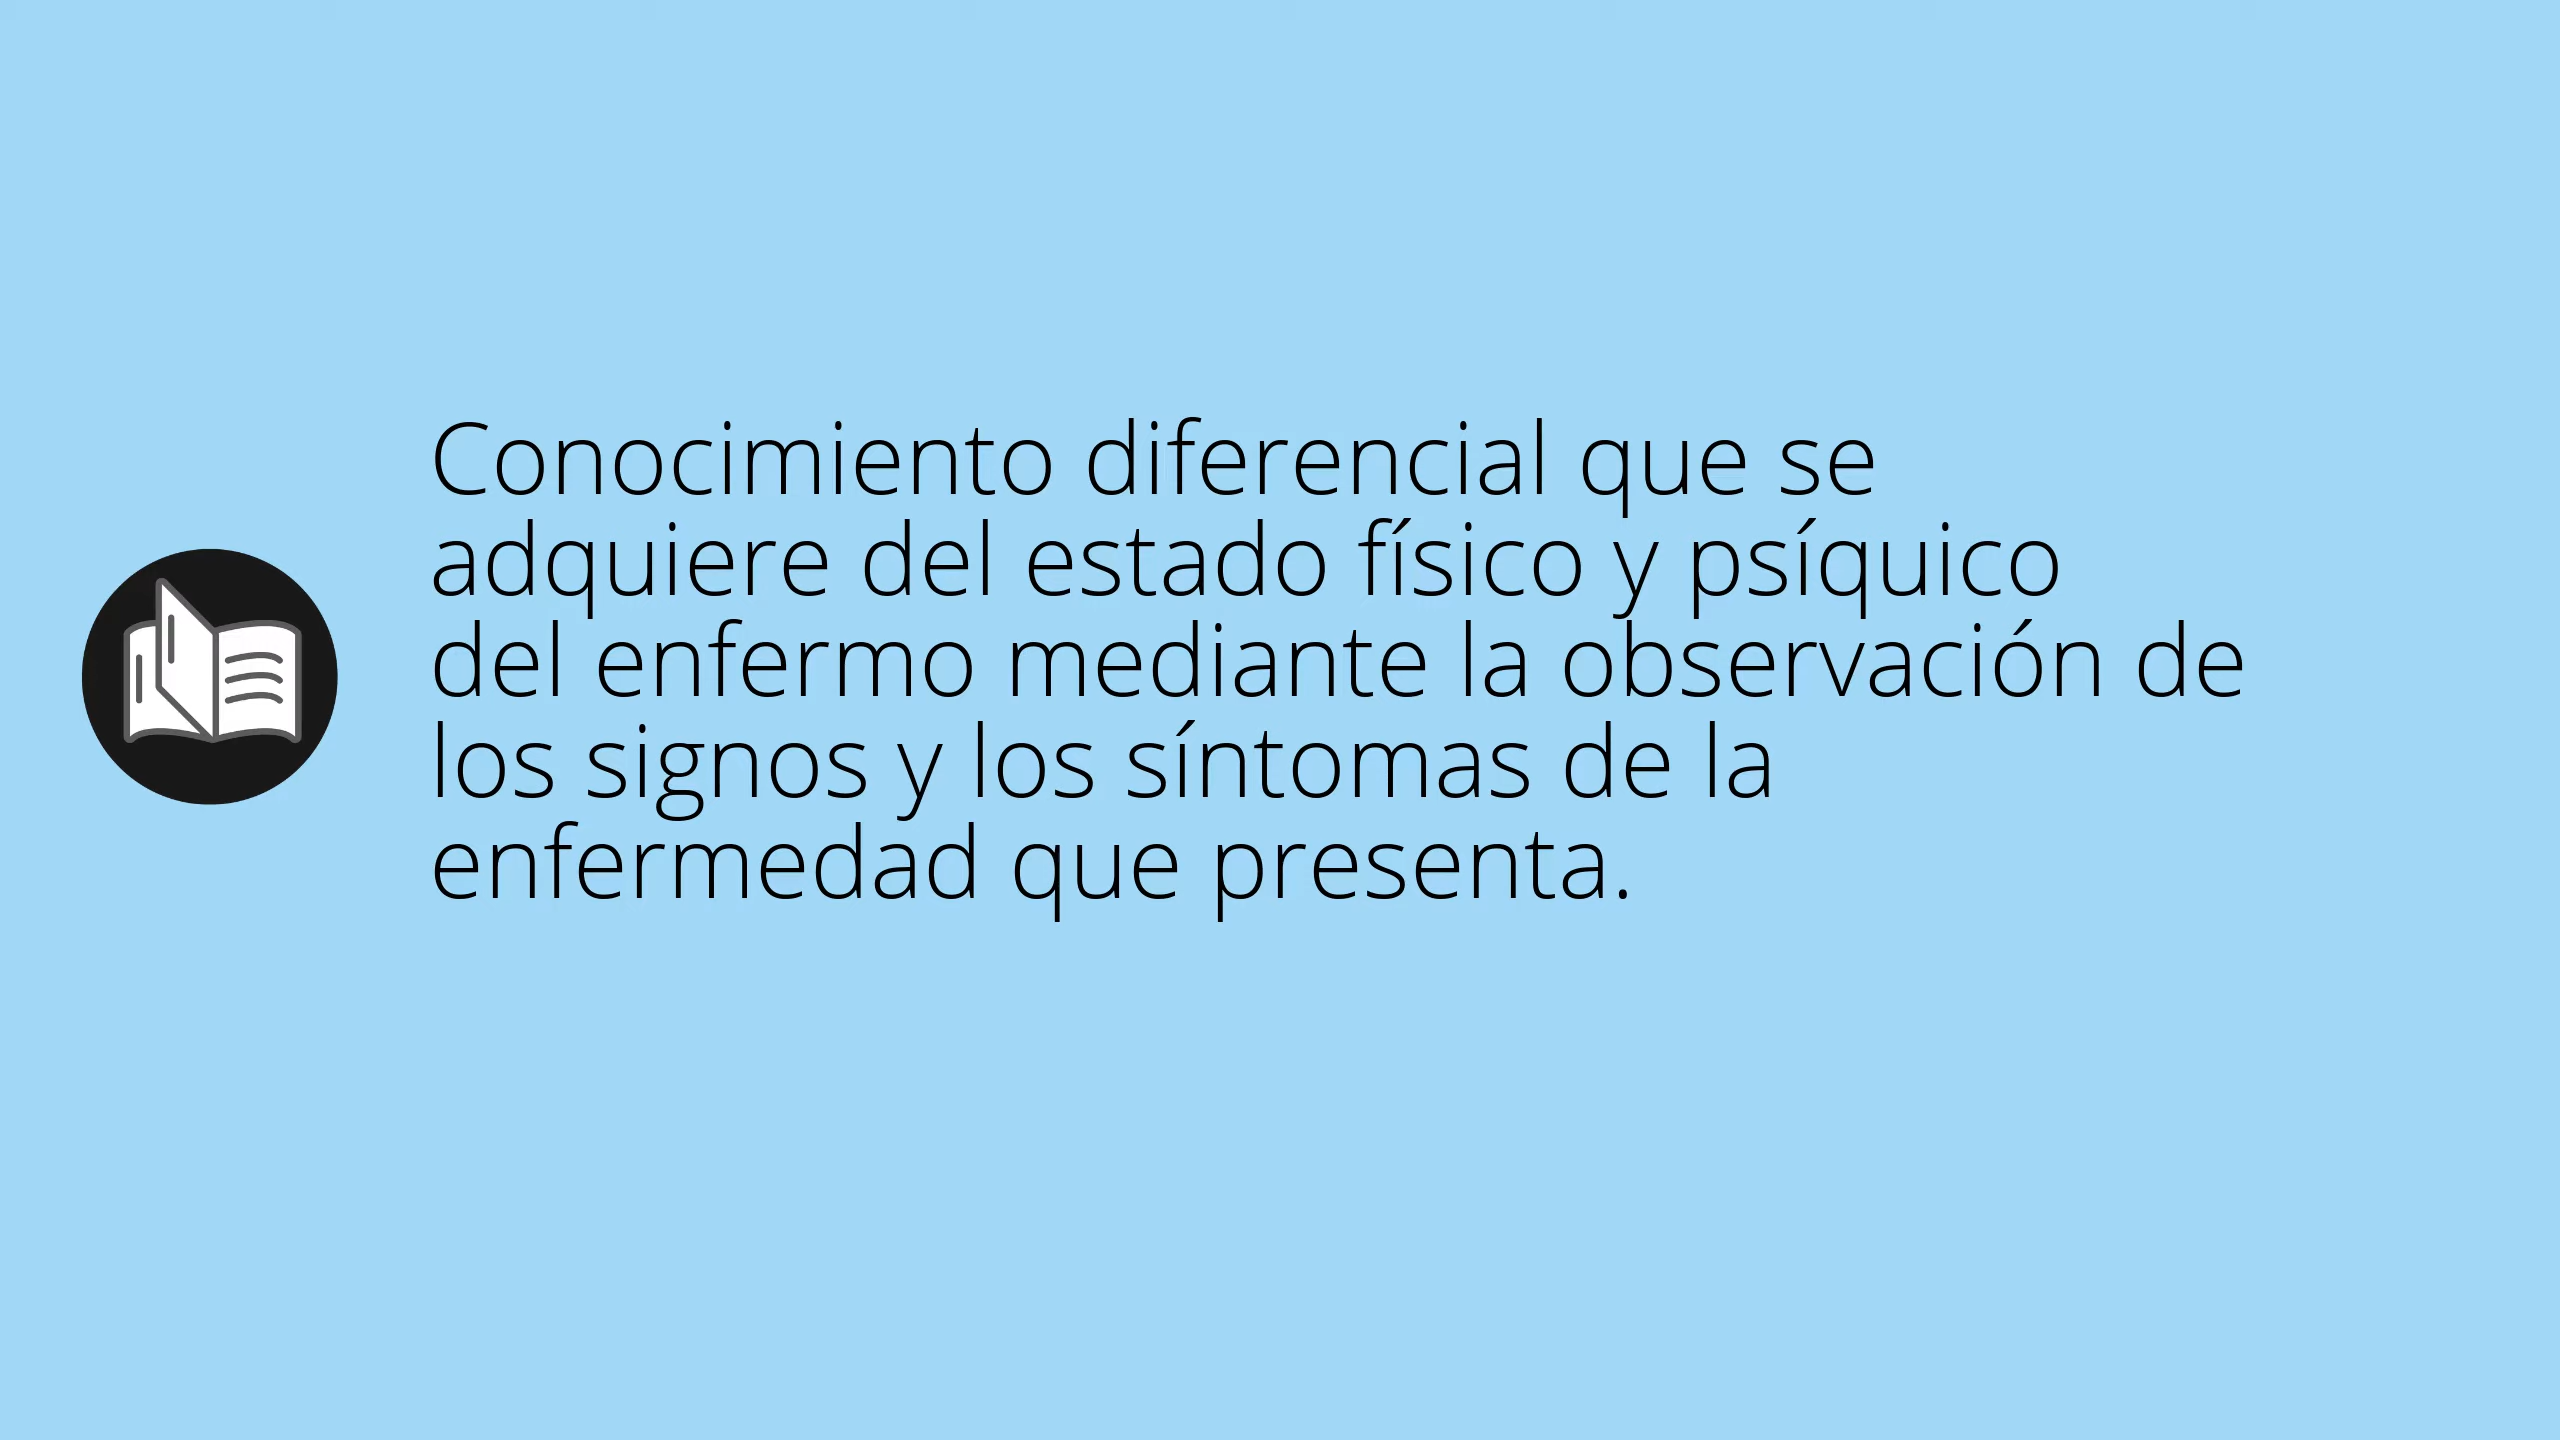 Conocimiento diferencial que se
adquiere del estado físico y psíquico
del enfermo mediante la observación de
los signos y los síntomas de la
enfermedad que presenta.